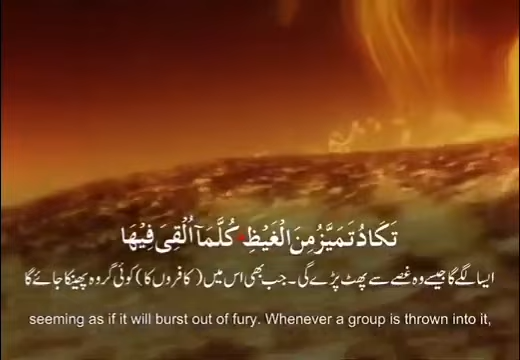 تَكَادُ تَمَيَّزُ مِنَ الْغَيْظِ ۖ كُلَّمَآ اُلْقِیَ فِيْهَا
ایسا لگے گا جیسے وہ غصے سے پھٹ پڑے گی۔ جب بھی اس میں (کافروں کا) کوئی گروہ پھینکا جائے گا
seeming as if it will burst out of fury. Whenever a group is thrown into it,